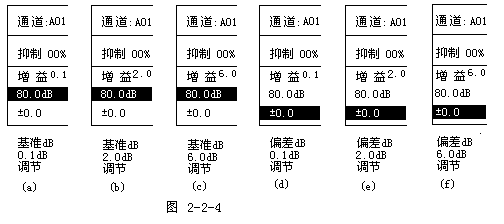 通道:A01 通道:A01 通道:A01 通道:A01 通道:A01 通道:A01
抑制 00% 抑制 00% 抑制 00% 抑制 00% 抑制 00% 抑制 00%
增益0.1 增益2.0 增益6.0 增益0.1 增益2.0 增益6.0
80.0dB 80.0dB 80.0dB 80.0dB 80.0dB 80.0dB
±0.0 ±0.0 ±0.0 ±0.0 ±0.0 ±0.0
基准dB 基准dB 基准dB 偏差dB 偏差dB 偏差dB
0.1dB 2.0dB 6.0dB 0.1dB 2.0dB 6.0dB
调节 调节 调节 调节 调节 调节
(a) (b) (c) (d) (e) (f)
图 2-2-4